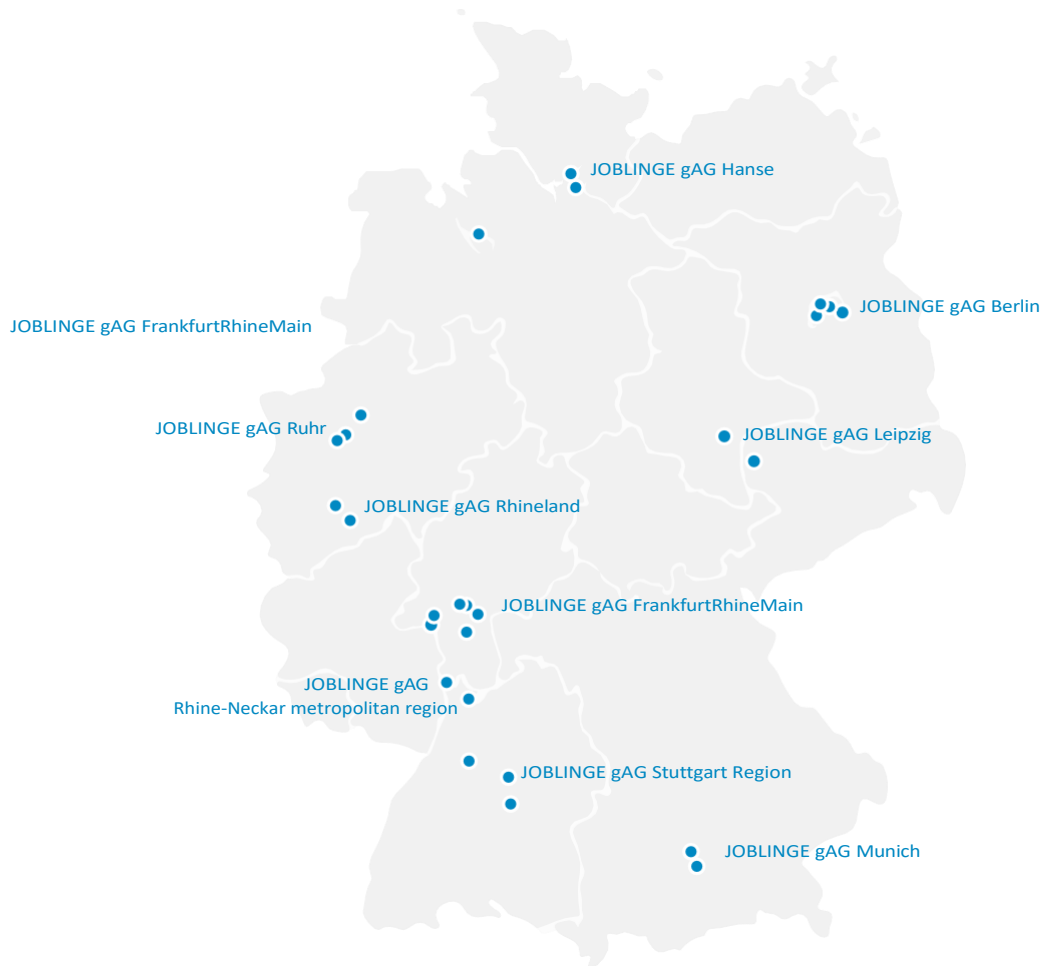 JOBLINGE gAG Hanse
JOBLINGE gAG Berlin
JOBLINGE gAG FrankfurtRhineMain
JOBLINGE gAG Ruhr
JOBLINGE gAG Leipzig
JOBLINGE gAG Rhineland
JOBLINGE gAG FrankfurtRhineMain
JOBLINGE gAG
Rhine-Neckar metropolitan region
JOBLINGE gAG Stuttgart Region
JOBLINGE gAG Munich